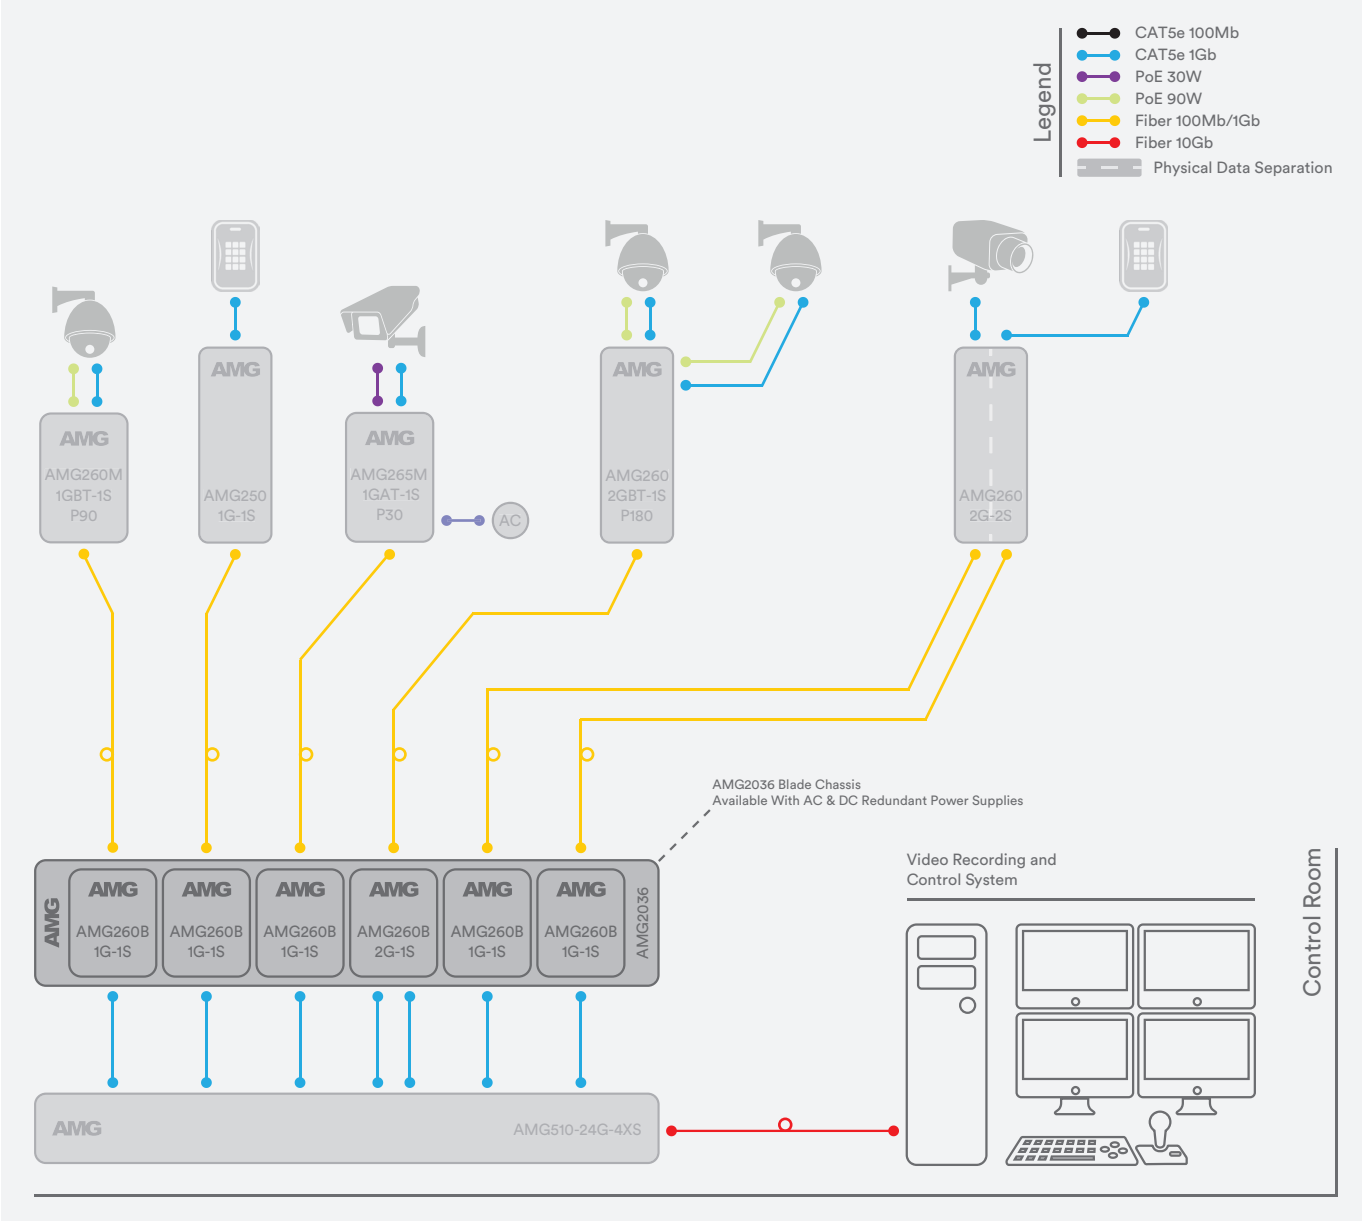 Legend
CAT5e 100Mb
CAT5e 1Gb
PoE 30W
PoE 90W
Fiber 100Mb/1Gb
Fiber 10Gb
Physical Data Separation
AMG
AMG260M
1GBT-1S
P90
AMG
AMG250
1G-1S
AMG
AMG265M
1GAT-1S
P30
AC
AMG
AMG260
2GBT-1S
P180
AMG
AMG260
2G-2S
AMG2036 Blade Chassis
Available With AC & DC Redundant Power Supplies
AMG
AMG
AMG260B
1G-1S
AMG
AMG260B
1G-1S
AMG
AMG260B
1G-1S
AMG
AMG260B
2G-1S
AMG
AMG260B
1G-1S
AMG
AMG260B
1G-1S
AMG2036
Video Recording and
Control System
Control Room
AMG
AMG510-24G-4XS